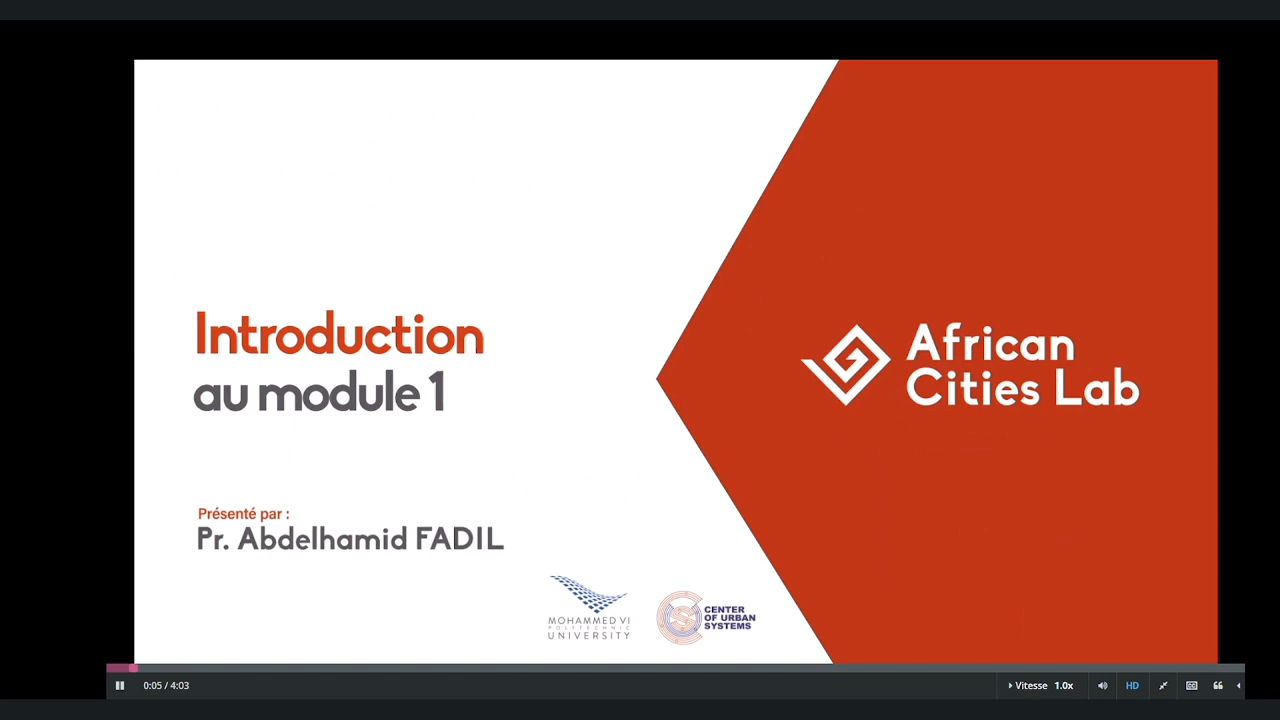 Introduction
au module 1
African
Cities Lab
Présenté par :
Pr. Abdelhamid FADIL
MOHAMMED VI
POLYTECHNIC
UNIVERSITY
CENTER
OF URBAN
SYSTEMS
0:05 / 4:03
Vitesse 1.0x
HD